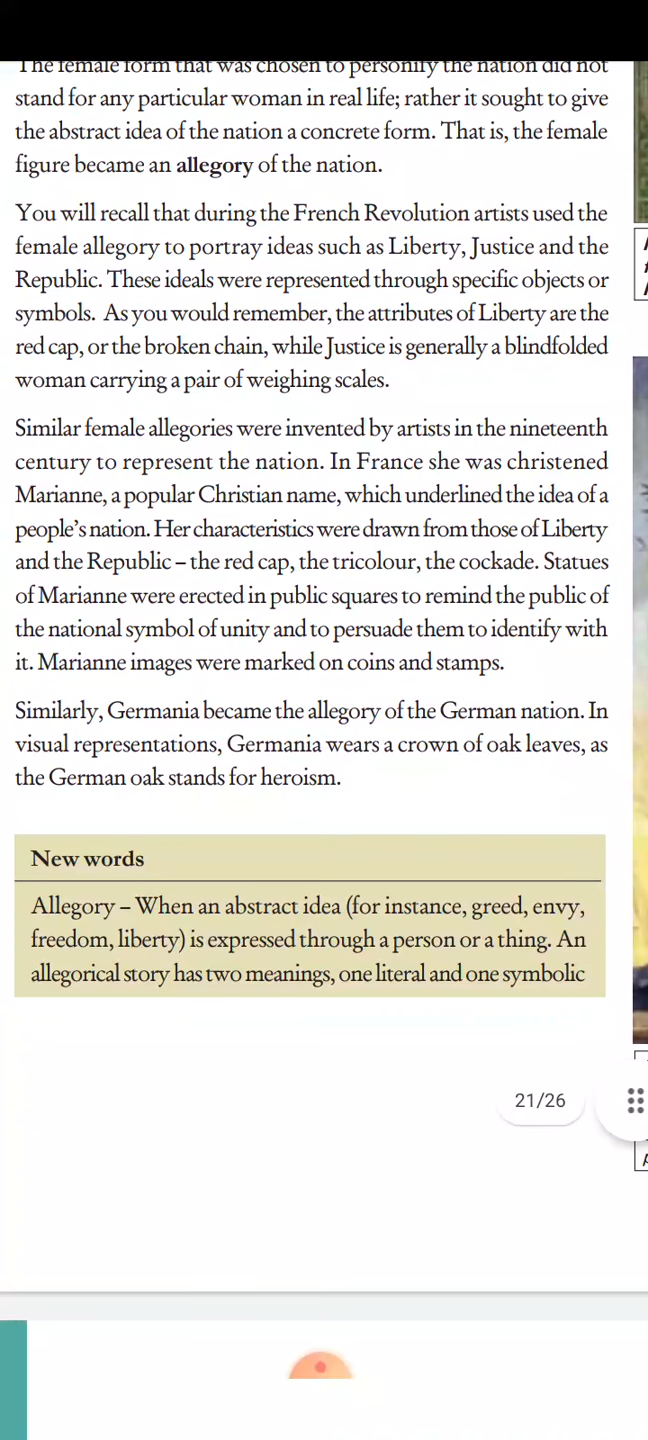 The female form that was chosen to personify the nation did not
stand for any particular woman in real life; rather it sought to give
the abstract idea of the nation a concrete form. That is, the female
figure became an allegory of the nation.
You will recall that during the French Revolution artists used the
female allegory to portray ideas such as Liberty, Justice and the
Republic. These ideals were represented through specific objects or
symbols. As you would remember, the attributes of Liberty are the
red cap, or the broken chain, while Justice is generally a blindfolded
woman carrying a pair of weighing scales.
Similar female allegories were invented by artists in the nineteenth
century to represent the nation. In France she was christened
Marianne, a popular Christian name, which underlined the idea of a
people's nation. Her characteristics were drawn from those of Liberty
and the Republic – the red cap, the tricolour, the cockade. Statues
of Marianne were erected in public squares to remind the public of
the national symbol of unity and to persuade them to identify with
it. Marianne images were marked on coins and stamps.
Similarly, Germania became the allegory of the German nation. In
visual representations, Germania wears a crown of oak leaves, as
the German oak stands for heroism.
New words
Allegory – When an abstract idea (for instance, greed, envy,
freedom, liberty) is expressed through a person or a thing. An
allegorical story has two meanings, one literal and one symbolic
21/26